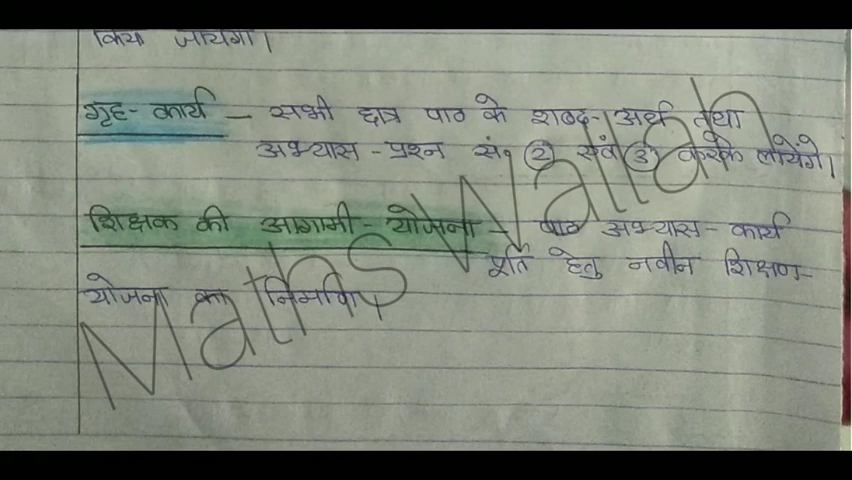 किया जायेगा।
गृह-कार्य - सभी छात्र पाठ के शब्द-अर्थ तथा
अभ्यास-प्रश्न सं० 2 एवं 3 करके लायेंगे।
शिक्षक की आगामी-योजना - पाठ अभ्यास-कार्य
पूर्ति हेतु नवीन शिक्षण-
योजना का निर्माण।
Maths Wallah